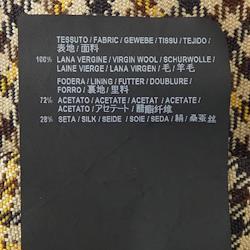 TESSUTO / FABRIC / GEWEBE / TISSU / TEJIDO /
表地 / 面料
100% LANA VERGINE / VIRGIN WOOL / SCHURWOLLE /
LAINE VIERGE / LANA VIRGEN / 毛 / 羊毛
FODERA / LINING / FUTTER / DOUBLURE /
FORRO / 裏地 / 里料
72% ACETATO / ACETATE / ACETAT / ACETATE /
ACETATO / アセテート / 醋酯纤维
28% SETA / SILK / SEIDE / SOIE / SEDA / 絹 / 桑蚕丝